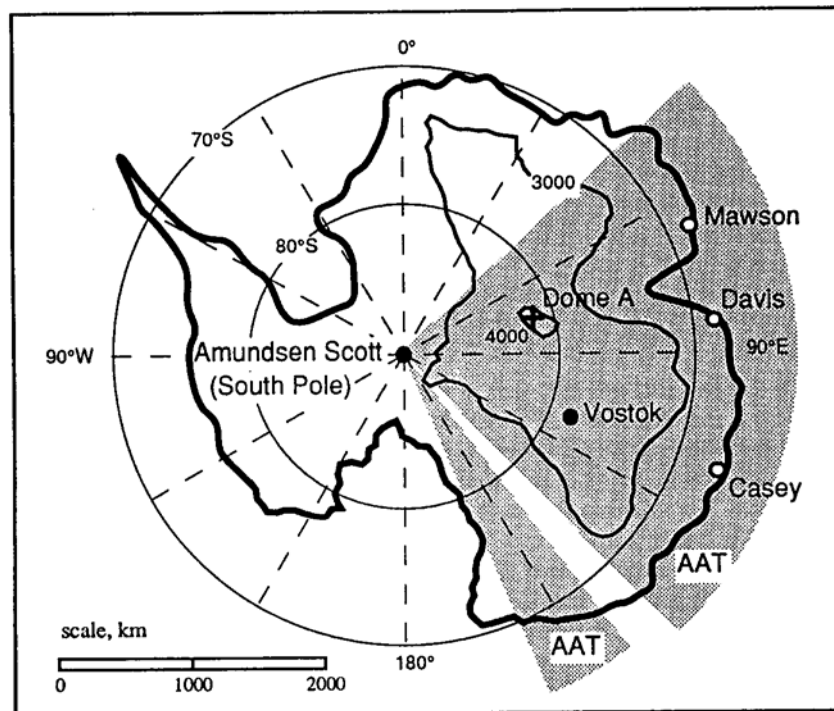 0°
70°S
3000
Mawson
80°S
Dome A
Davis
4000
90°W
Amundsen Scott
(South Pole)
90°E
Vostok
Casey
AAT
scale, km
AAT
180°
0 1000 2000